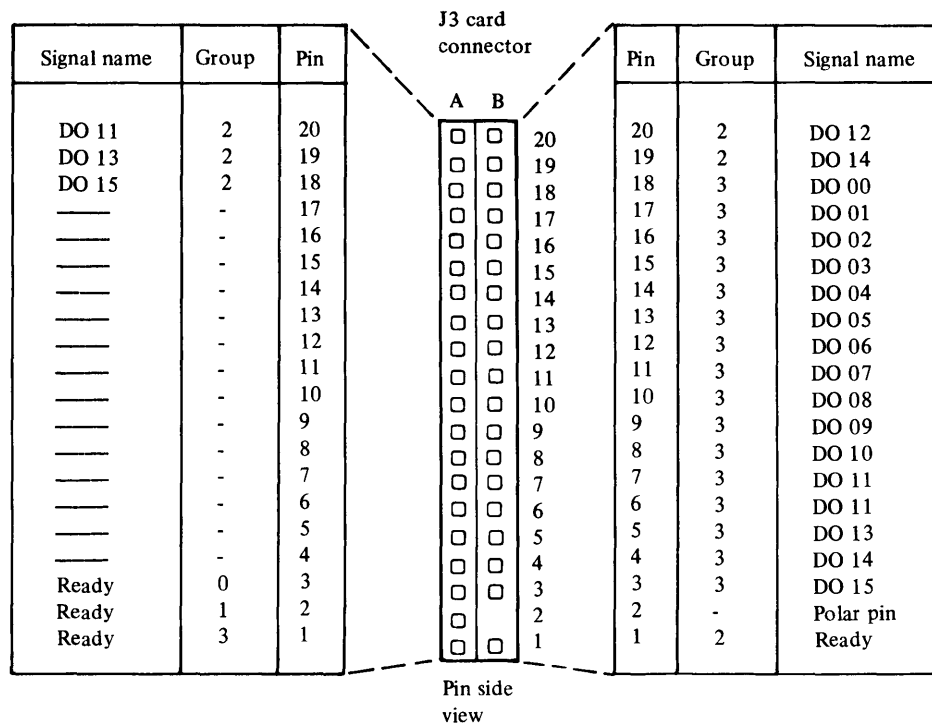 J3 card
connector
Signal name Group Pin
DO 11 2 20
DO 13 2 19
DO 15 2 18
——— - 17
——— - 16
——— - 15
——— - 14
——— - 13
——— - 12
——— - 11
——— - 10
——— - 9
——— - 8
——— - 7
——— - 6
——— - 5
——— - 4
Ready 0 3
Ready 1 2
Ready 3 1
A B
20
19
18
17
16
15
14
13
12
11
10
9
8
7
6
5
4
3
2
1
Pin side
view
Pin Group Signal name
20 2 DO 12
19 2 DO 14
18 3 DO 00
17 3 DO 01
16 3 DO 02
15 3 DO 03
14 3 DO 04
13 3 DO 05
12 3 DO 06
11 3 DO 07
10 3 DO 08
9 3 DO 09
8 3 DO 10
7 3 DO 11
6 3 DO 11
5 3 DO 13
4 3 DO 14
3 3 DO 15
2 - Polar pin
1 2 Ready